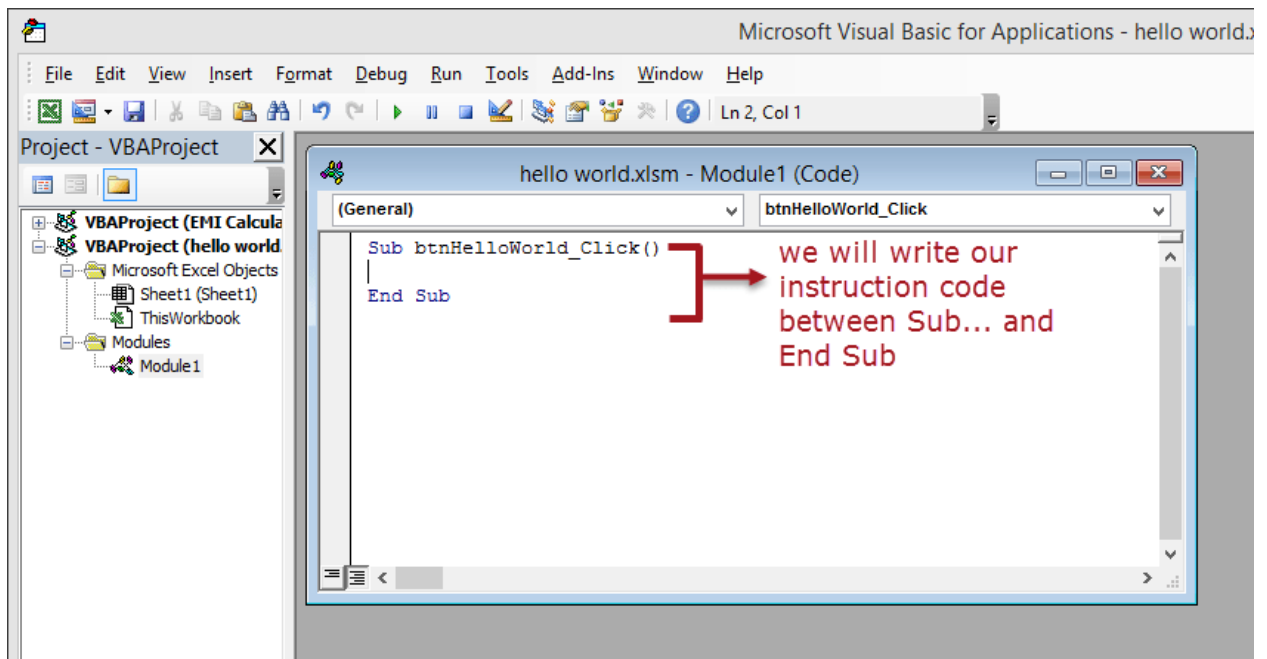 Microsoft Visual Basic for Applications - hello world.x
File Edit View Insert Format Debug Run Tools Add-Ins Window Help
Ln 2, Col 1
Project - VBAProject
VBAProject (EMI Calcula
VBAProject (hello world.
Microsoft Excel Objects
Sheet1 (Sheet1)
ThisWorkbook
Modules
Module1
hello world.xlsm - Module1 (Code)
(General) btnHelloWorld_Click
Sub btnHelloWorld_Click()
End Sub
we will write our
instruction code
between Sub... and
End Sub